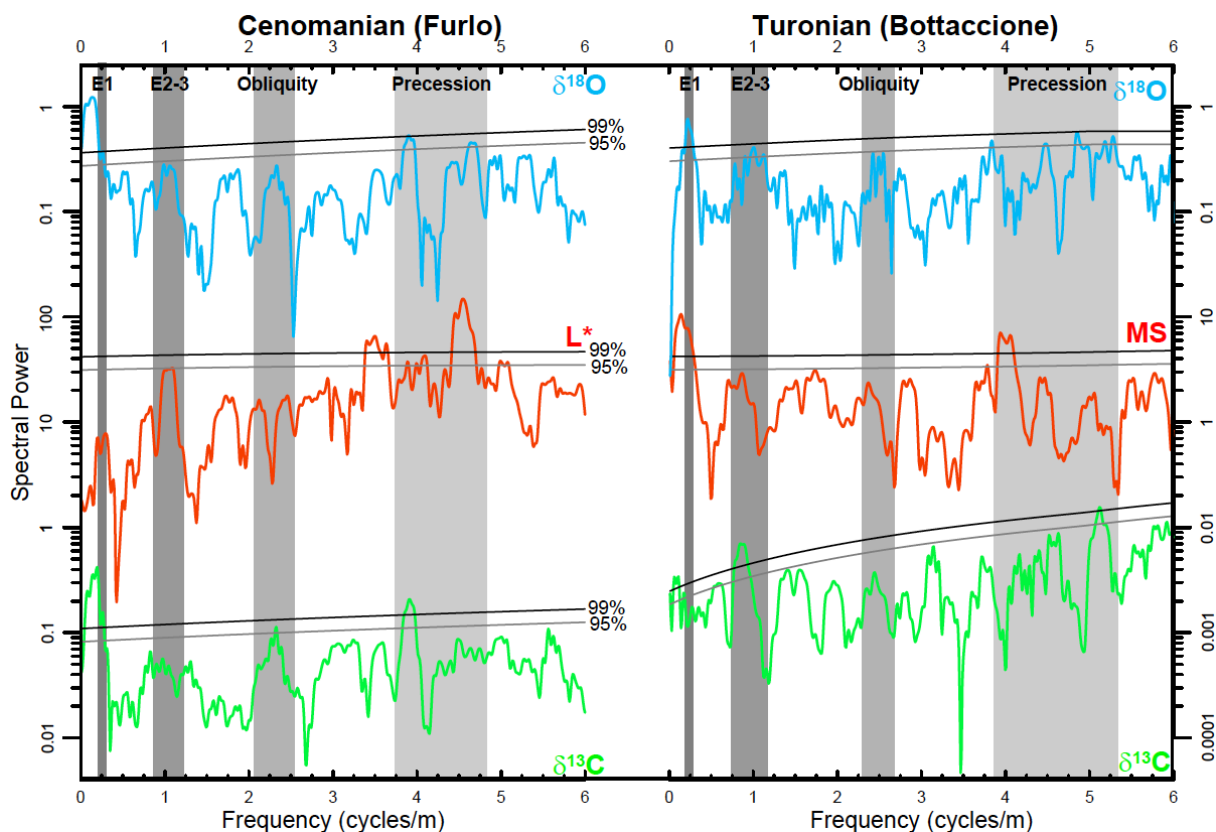 Cenomanian (Furlo) Turonian (Bottaccione)
0 1 2 3 4 5 6 0 1 2 3 4 5 6
E1 E2-3 Obliquity Precession δ¹⁸O E1 E2-3 Obliquity Precession δ¹⁸O
1 99% 1
95%
0,1 0.1
100 L* 99% MS 10
95%
10 1
Spectral Power
1 0.01
0.1 99% 0.001
95%
0.01 0.0001
δ¹³C δ¹³C
0 1 2 3 4 5 6 0 1 2 3 4 5 6
Frequency (cycles/m) Frequency (cycles/m)